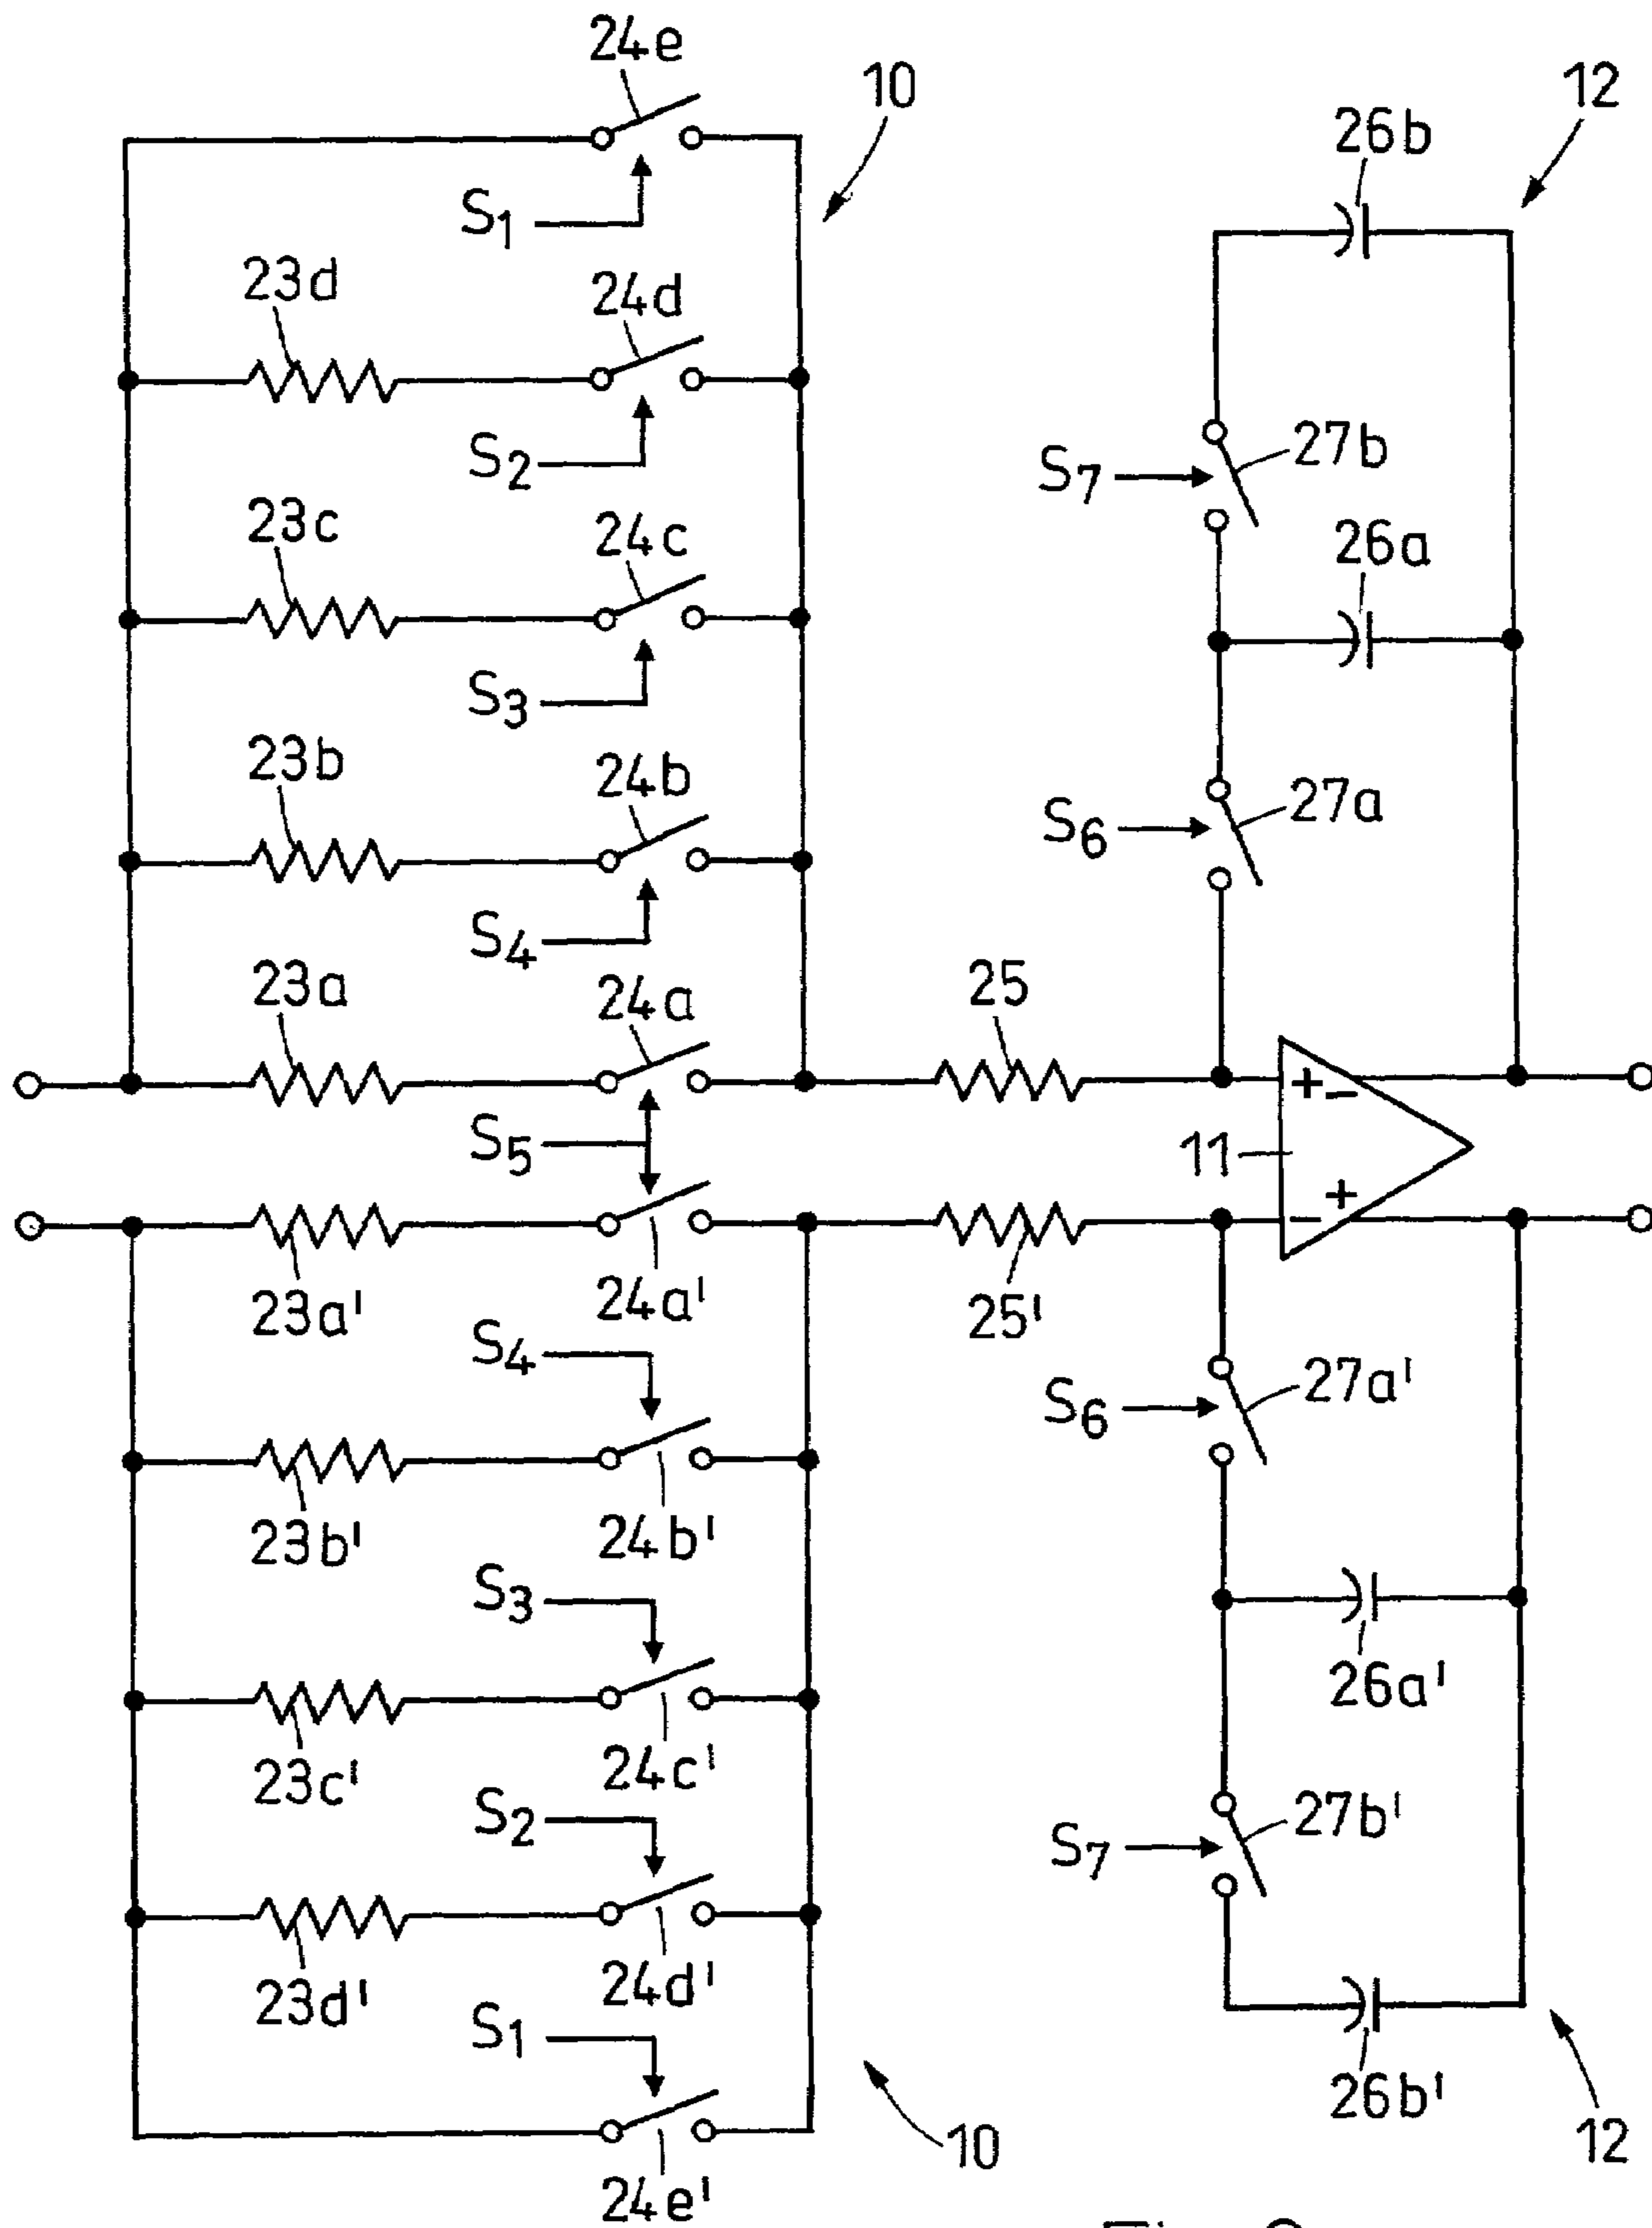 24e
10
12
26b
S1
23d
24d
S2
27b
S7
23c
24c
26a
S3
23b
24b
27a
S6
S4
23a
24a
25
+ -
S5
11
+
-
23a'
24a'
25'
S4
27a'
S6
23b'
24b'
S3
26a'
23c'
24c'
S2
27b'
S7
23d'
24d'
S1
26b'
10
12
24e'